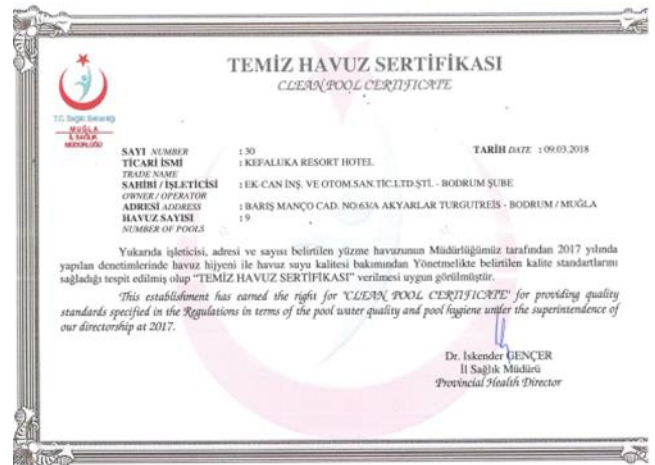 TEMİZ HAVUZ SERTİFİKASI
CLEAN POOL CERTIFICATE
T.C. Sağlık Bakanlığı
MUĞLA
İL SAĞLIK
MÜDÜRLÜĞÜ
SAYI NUMBER : 30 TARİH DATE : 09.03.2018
TİCARİ İSMİ : KEFALUKA RESORT HOTEL
TRADE NAME
SAHİBİ / İŞLETİCİSİ : EK-CAN İNŞ. VE OTOM.SAN.TİC.LTD.ŞTİ. - BODRUM ŞUBE
OWNER / OPERATOR
ADRESİ ADDRESS : BARIŞ MANÇO CAD. NO:63/A AKYARLAR TURGUTREİS - BODRUM / MUĞLA
HAVUZ SAYISI : 9
NUMBER OF POOLS
Yukarıda işleticisi, adresi ve sayısı belirtilen yüzme havuzunun Müdürlüğümüz tarafından 2017 yılında
yapılan denetimlerinde havuz hijyeni ile havuz suyu kalitesi bakımından Yönetmelikte belirtilen kalite standartlarını
sağladığı tespit edilmiş olup "TEMİZ HAVUZ SERTİFİKASI" verilmesi uygun görülmüştür.
This establishment has earned the right for "CLEAN POOL CERTIFICATE" for providing quality
standards specified in the Regulations in terms of the pool water quality and pool hygiene under the superintendence of
our directorship at 2017.
Dr. İskender GENÇER
İl Sağlık Müdürü
Provincial Health Director